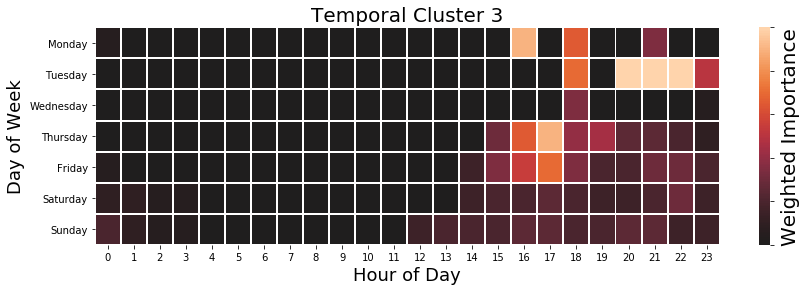 Temporal Cluster 3
Day of Week
Monday
Tuesday
Wednesday
Thursday
Friday
Saturday
Sunday
0 1 2 3 4 5 6 7 8 9 10 11 12 13 14 15 16 17 18 19 20 21 22 23
Hour of Day
Weighted Importance